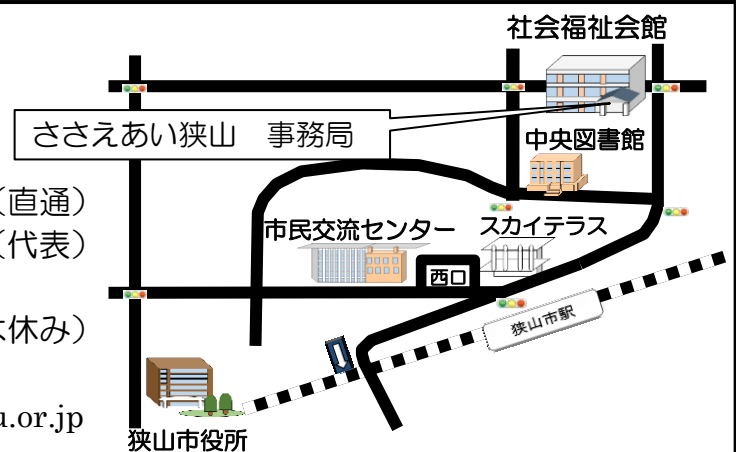 社会福祉会館
ささえあい狭山　事務局
中央図書館
（直通）
市民交流センター
スカイテラス
（代表）
西口
狭山市駅
休み）
u.or.jp
狭山市役所